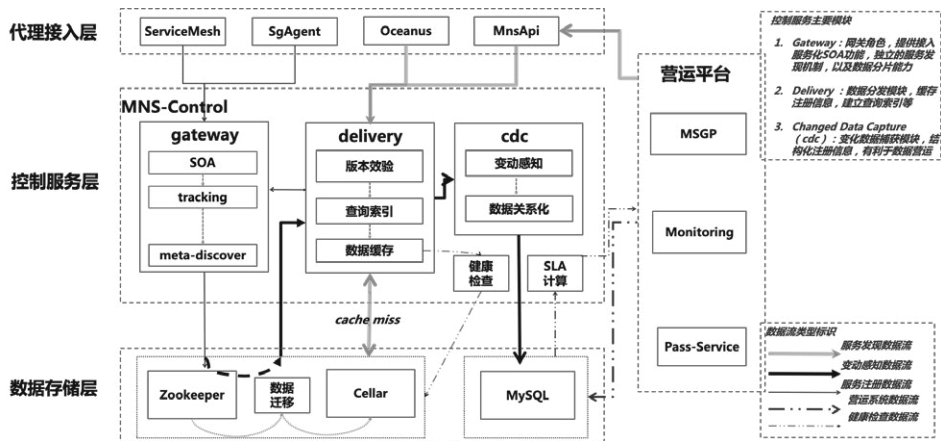 代理接入层
ServiceMesh
SgAgent
Oceanus
MnsApi
控制服务层
MNS-Control
gateway
SOA
tracking
meta-discover
delivery
版本效验
查询索引
数据缓存
cdc
变动感知
数据关系化
健康
检查
SLA
计算
cache miss
数据存储层
Zookeeper
数据
迁移
Cellar
MySQL
营运平台
MSGP
Monitoring
Pass-Service
控制服务主要模块
1. Gateway：网关角色，提供接入
服务化SOA功能，独立的服务发
现机制，以及数据分片能力
2. Delivery：数据分发模块，缓存
注册信息，建立查询索引等
3. Changed Data Capture
（cdc）：变化数据捕获模块，结
构化注册信息，有利于数据营运
数据流类型标识
服务发现数据流
变动感知数据流
服务注册数据流
营运系统数据流
健康检查数据流